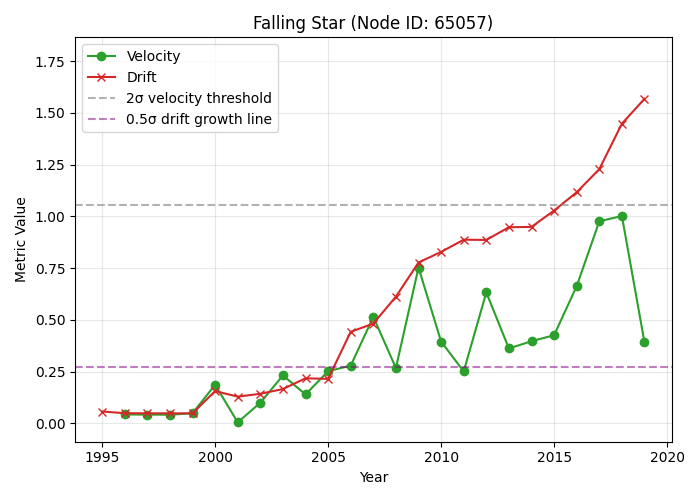 Falling Star (Node ID: 65057)
Velocity
Drift
2σ velocity threshold
0.5σ drift growth line
Metric Value
1.75
1.50
1.25
1.00
0.75
0.50
0.25
0.00
1995
2000
2005
2010
2015
2020
Year